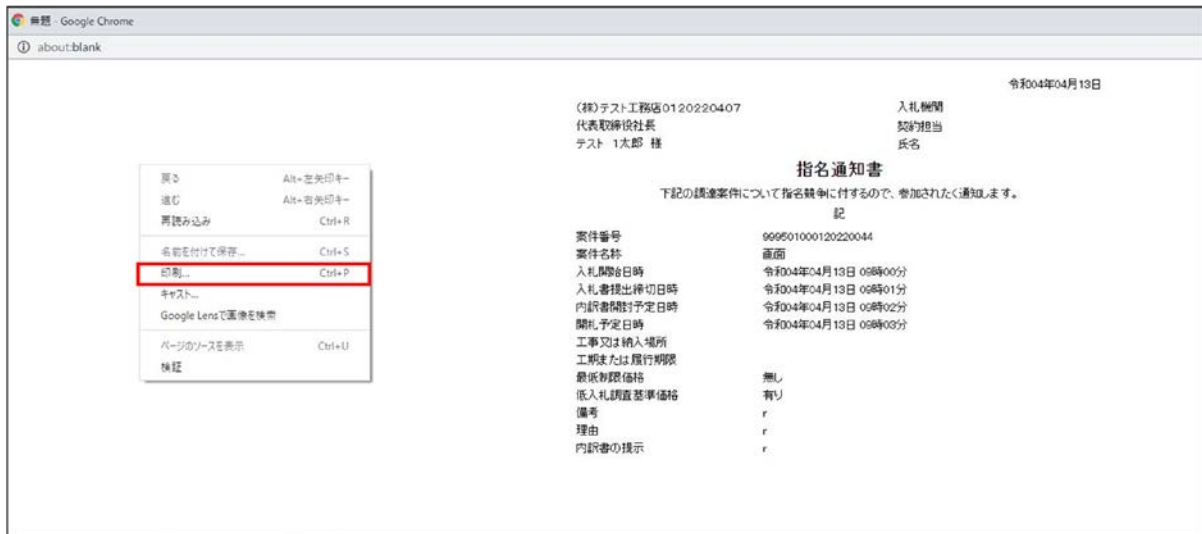 無題 - Google Chrome
about:blank
令和04年04月13日
(株)テスト工務店0120220407 入札機関
代表取締役社長 契約担当
テスト 1太郎 様 氏名
指名通知書
下記の調達案件について指名競争に付するので、参加されたく通知します。
記
案件番号 999501000120220044
案件名称 画面
入札開始日時 令和04年04月13日 09時00分
入札書提出締切日時 令和04年04月13日 09時01分
内訳書開封予定日時 令和04年04月13日 09時02分
開札予定日時 令和04年04月13日 09時03分
工事又は納入場所
工期または履行期限
最低制限価格 無し
低入札調査基準価格 有り
備考 r
理由 r
内訳書の提示 r
戻る Alt+左矢印キー
進む Alt+右矢印キー
再読み込み Ctrl+R
名前を付けて保存... Ctrl+S
印刷... Ctrl+P
キャスト...
Google Lensで画像を検索
ページのソースを表示 Ctrl+U
検証